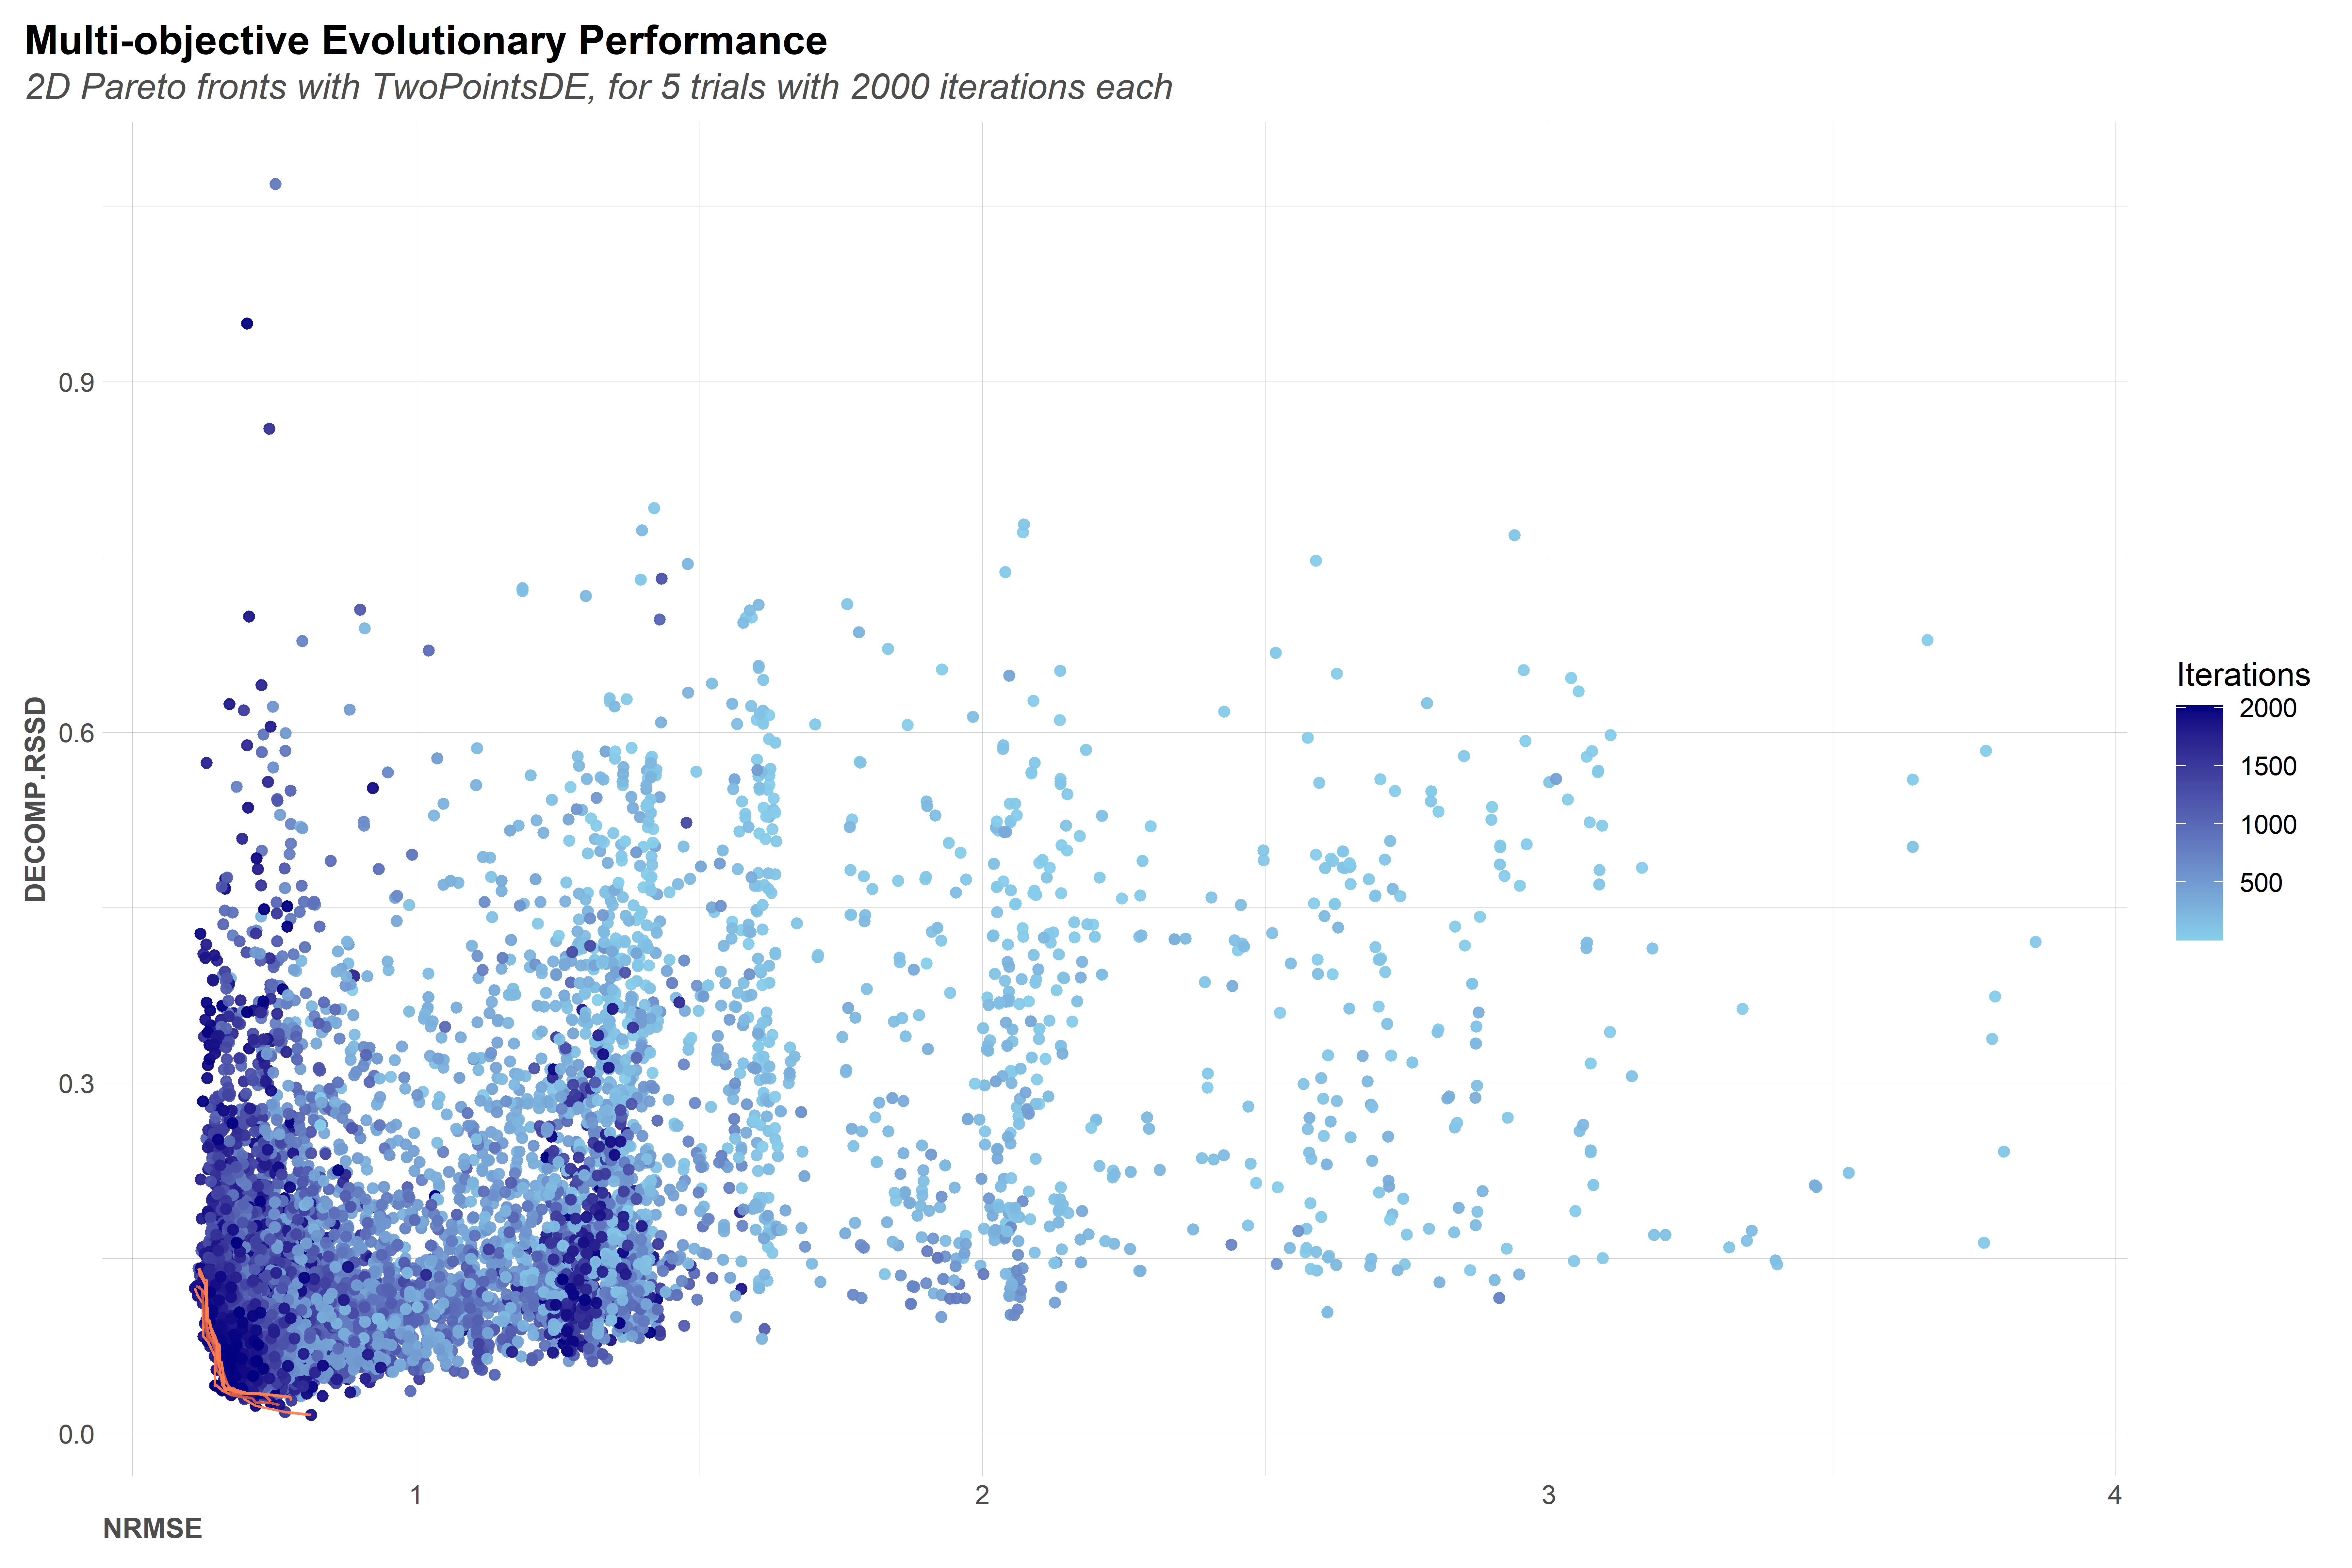 Multi-objective Evolutionary Performance
2D Pareto fronts with TwoPointsDE, for 5 trials with 2000 iterations each
DECOMP.RSSD
0.9
0.6
0.3
0.0
1
2
3
4
NRMSE
Iterations
2000
1500
1000
500